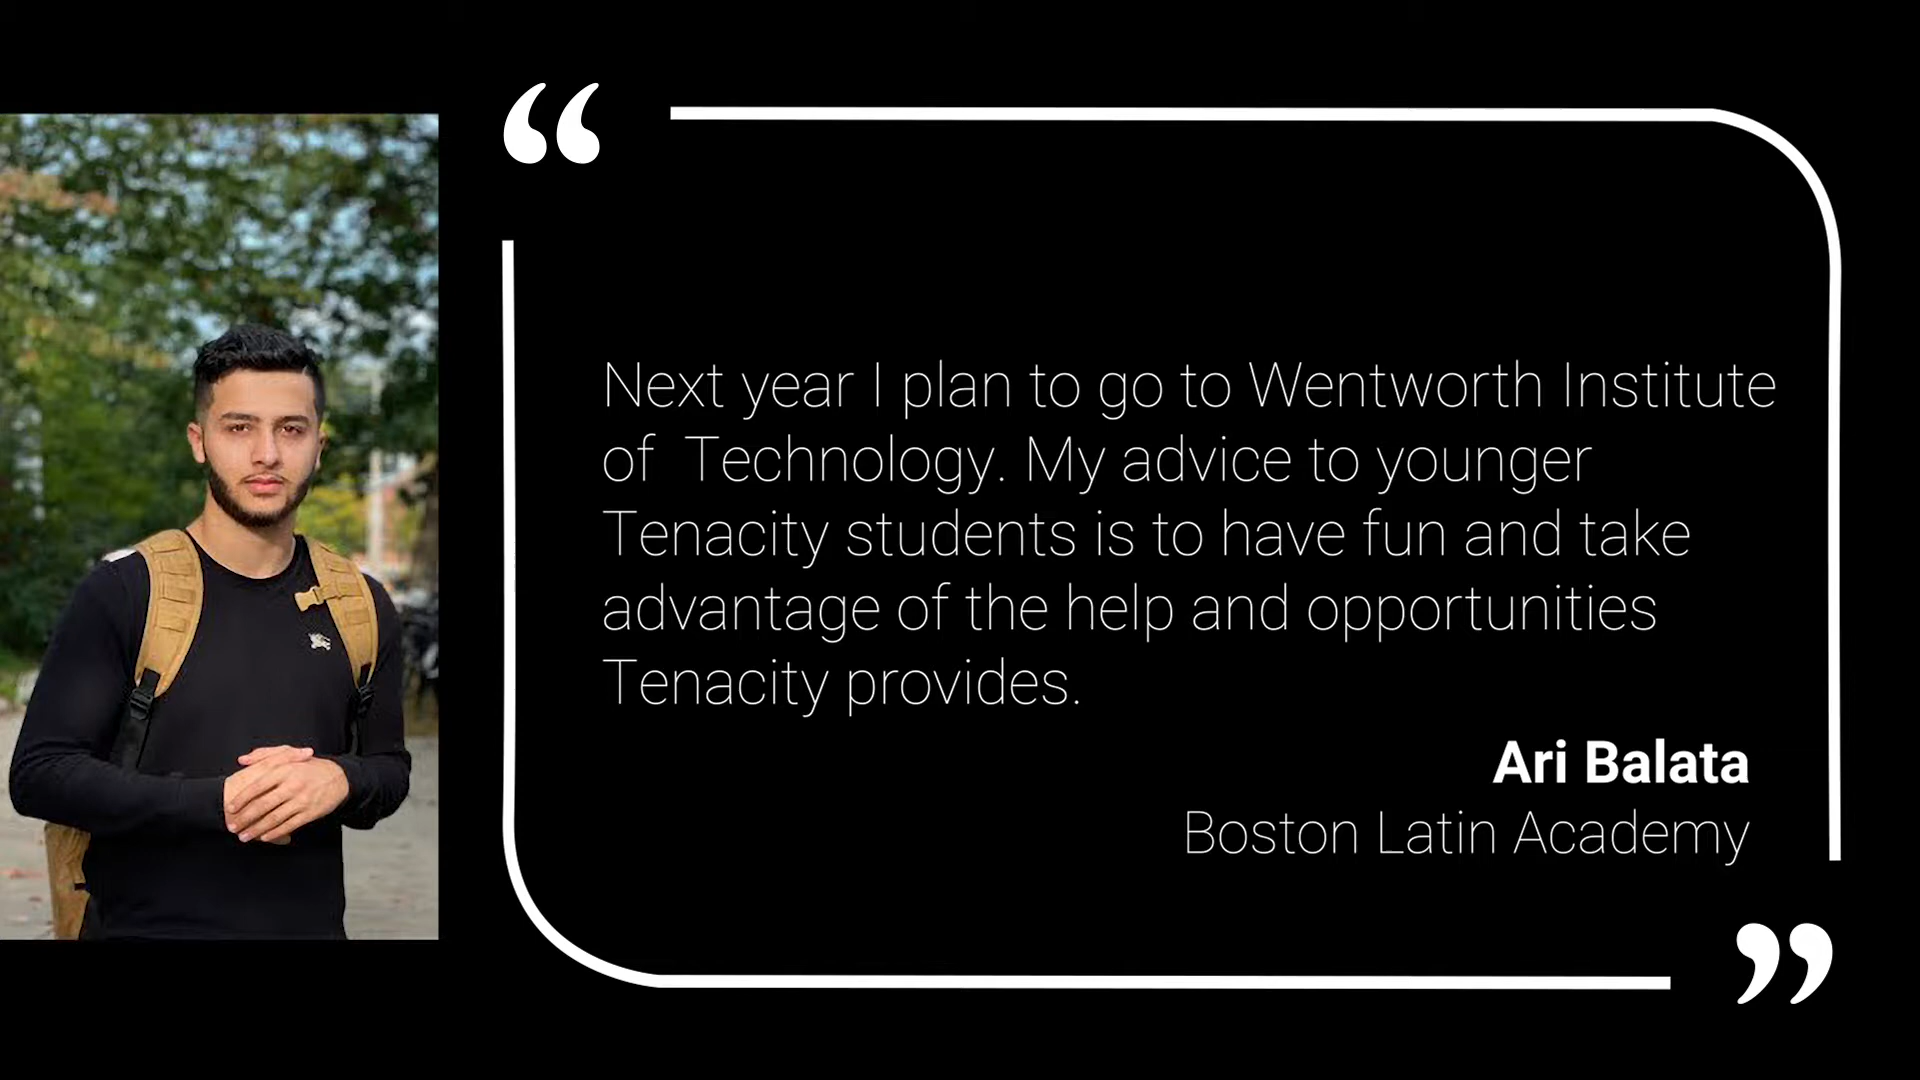 “
Next year I plan to go to Wentworth Institute
of Technology. My advice to younger
Tenacity students is to have fun and take
advantage of the help and opportunities
Tenacity provides.
Ari Balata
Boston Latin Academy
”